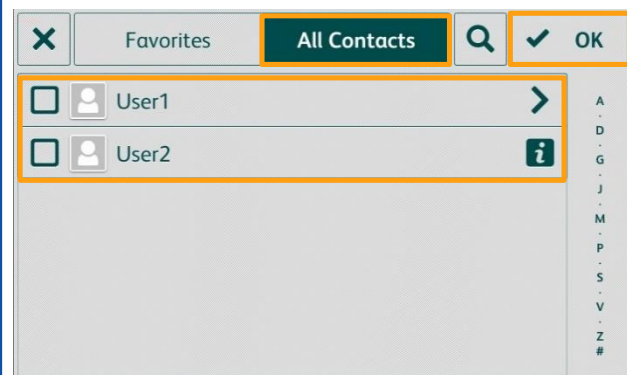 Favorites All Contacts OK
User1
User2
A
.
D
.
G
.
J
.
M
.
P
.
S
.
V
.
Z
#